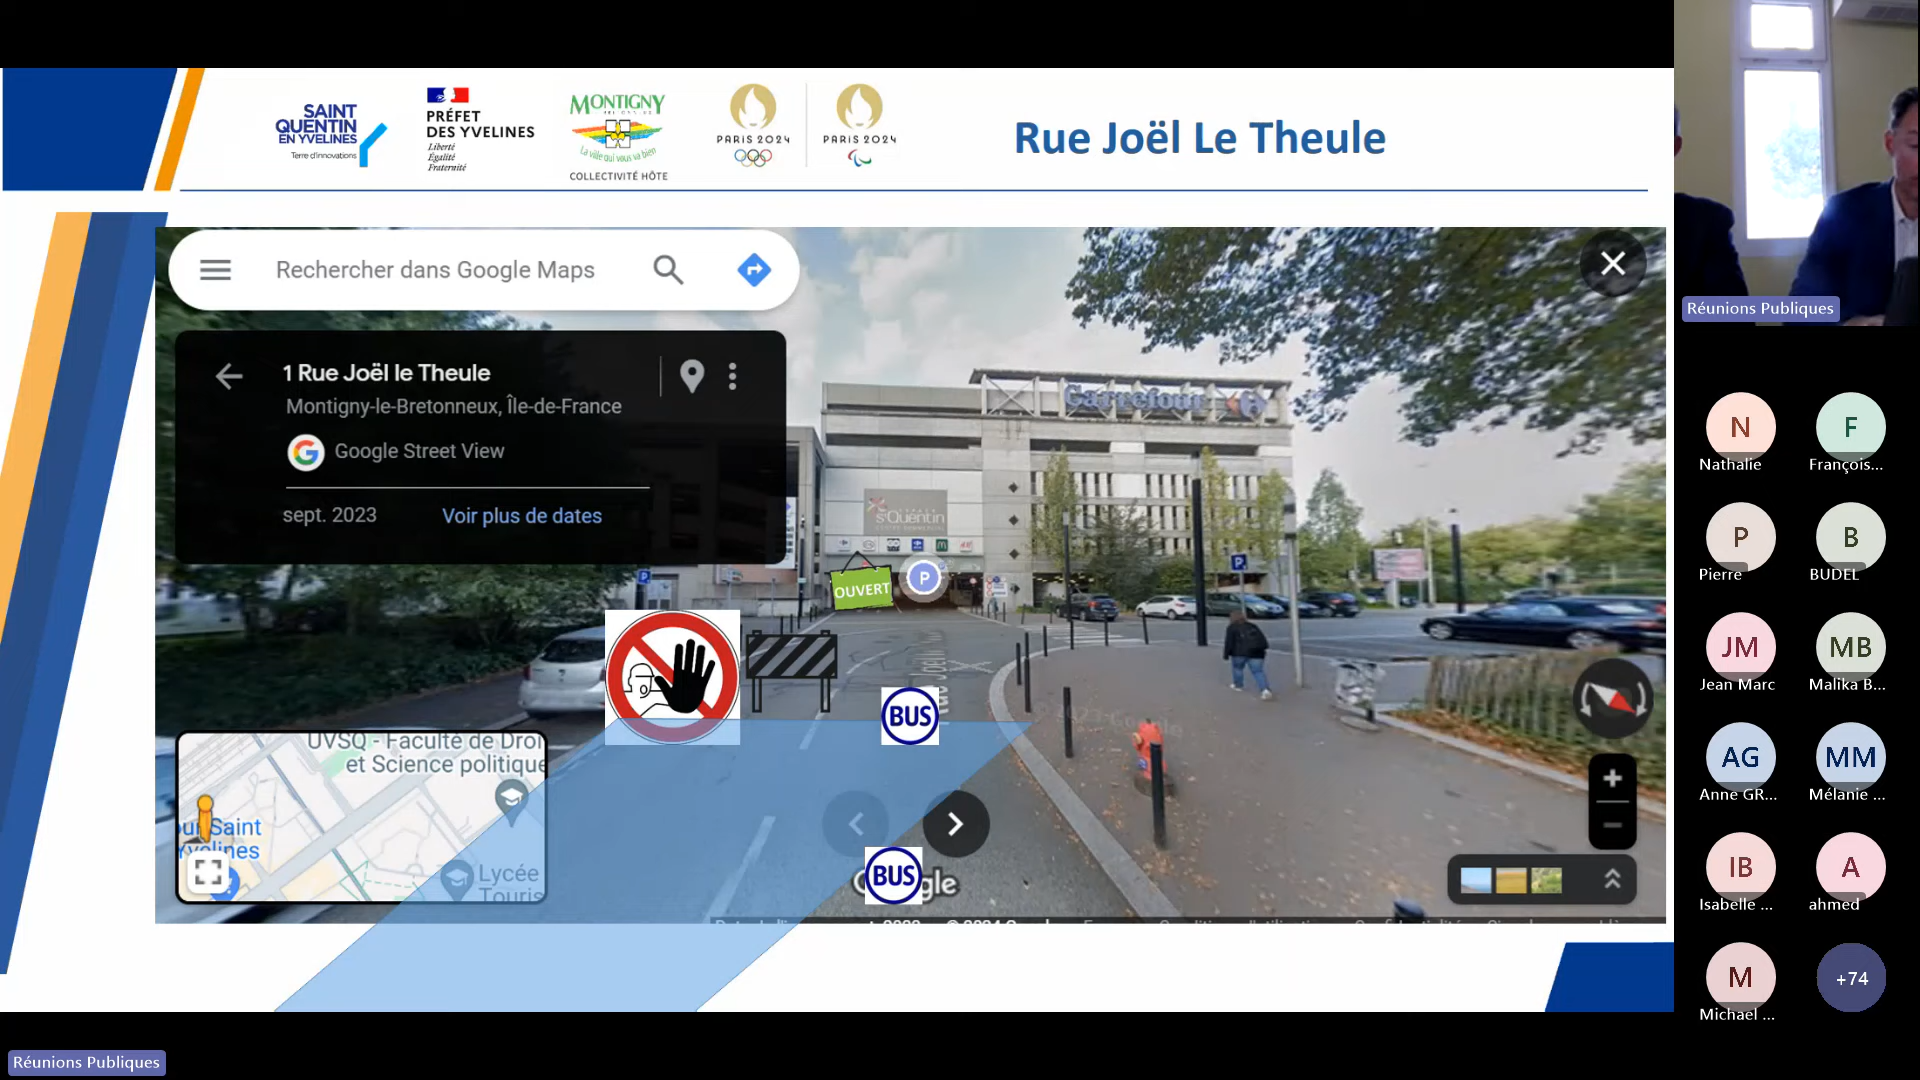 SAINT
QUENTIN
EN YVELINES
Terre d'innovations
PRÉFET
DES YVELINES
Liberté
Égalité
Fraternité
MONTIGNY
La ville qui vous va bien
COLLECTIVITÉ HÔTE
PARIS 2024
PARIS 2024
Rue Joël Le Theule
Rechercher dans Google Maps
1 Rue Joël le Theule
Montigny-le-Bretonneux, Île-de-France
Google Street View
sept. 2023
Voir plus de dates
Carrefour
sQuentin
P
OUVERT
P
P
BUS
BUS
UVSQ - Faculté de Droi
et Science politique
our Saint
Yvelines
Lycée
Touris
Réunions Publiques
N
Nathalie
F
François...
P
Pierre
B
BUDEL
JM
Jean Marc
MB
Malika B...
AG
Anne GR...
MM
Mélanie ...
IB
Isabelle ...
A
ahmed
M
Michael ...
+74
Réunions Publiques